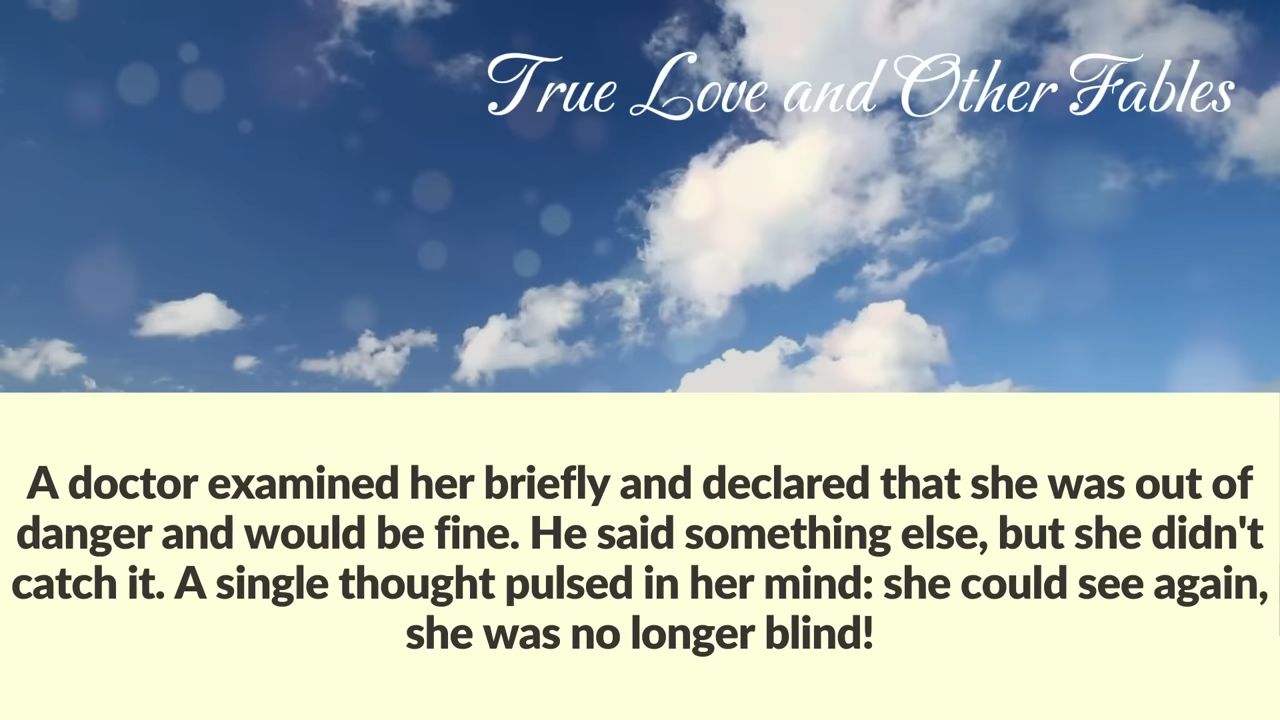 True Love and Other Fables
A doctor examined her briefly and declared that she was out of
danger and would be fine. He said something else, but she didn't
catch it. A single thought pulsed in her mind: she could see again,
she was no longer blind!